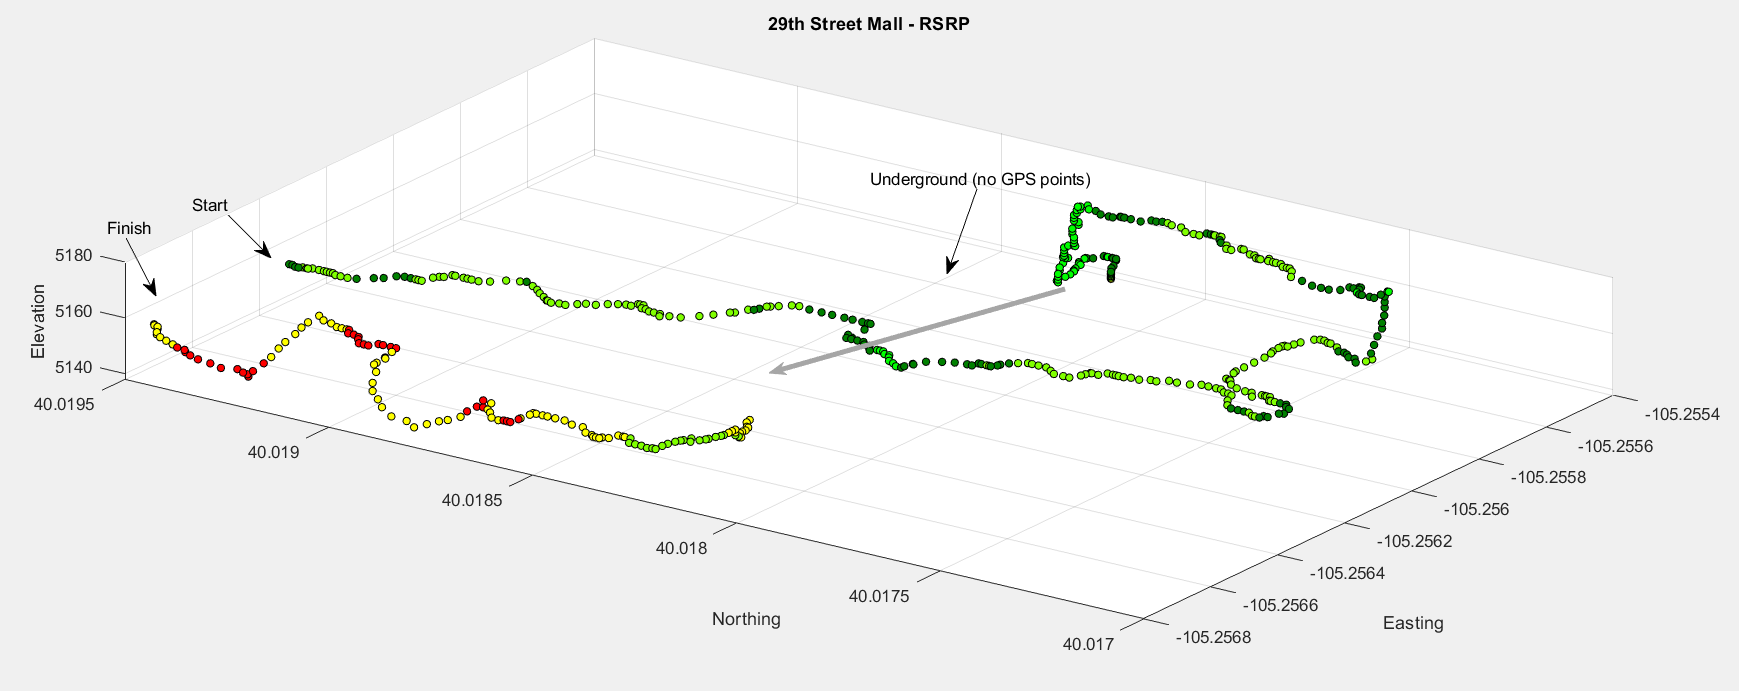 29th Street Mall - RSRP
Underground (no GPS points)
Start
Finish
5180
5160
5140
Elevation
40.0195
40.019
40.0185
40.018
40.0175
40.017
Northing
-105.2554
-105.2556
-105.2558
-105.256
-105.2562
-105.2564
-105.2566
-105.2568
Easting